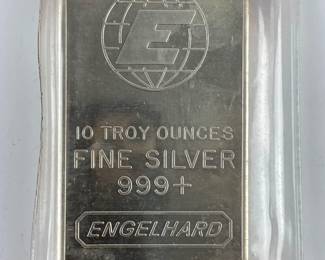 E
10 TROY OUNCES
FINE SILVER
999+
ENGELHARD